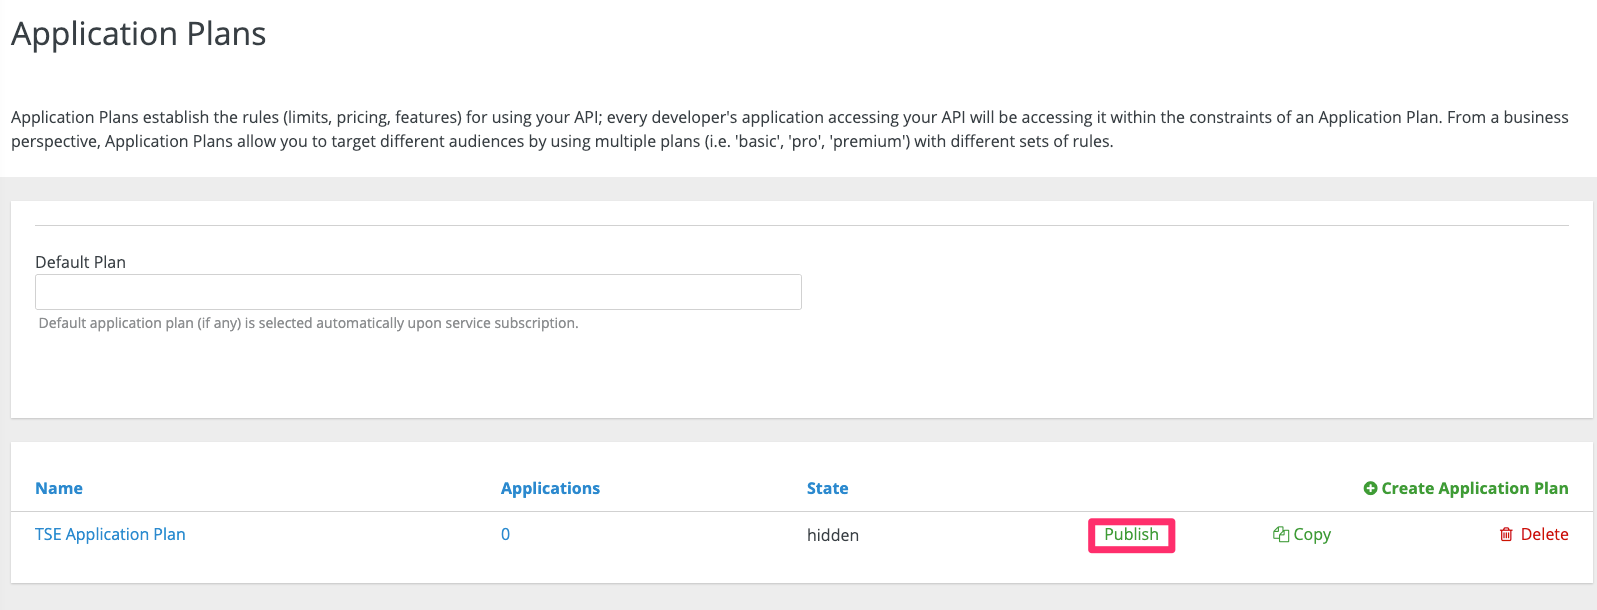 Application Plans
Application Plans establish the rules (limits, pricing, features) for using your API; every developer's application accessing your API will be accessing it within the constraints of an Application Plan. From a business
perspective, Application Plans allow you to target different audiences by using multiple plans (i.e. 'basic', 'pro', 'premium') with different sets of rules.
Default Plan
Default application plan (if any) is selected automatically upon service subscription.
Name Applications State Create Application Plan
TSE Application Plan 0 hidden Publish Copy Delete